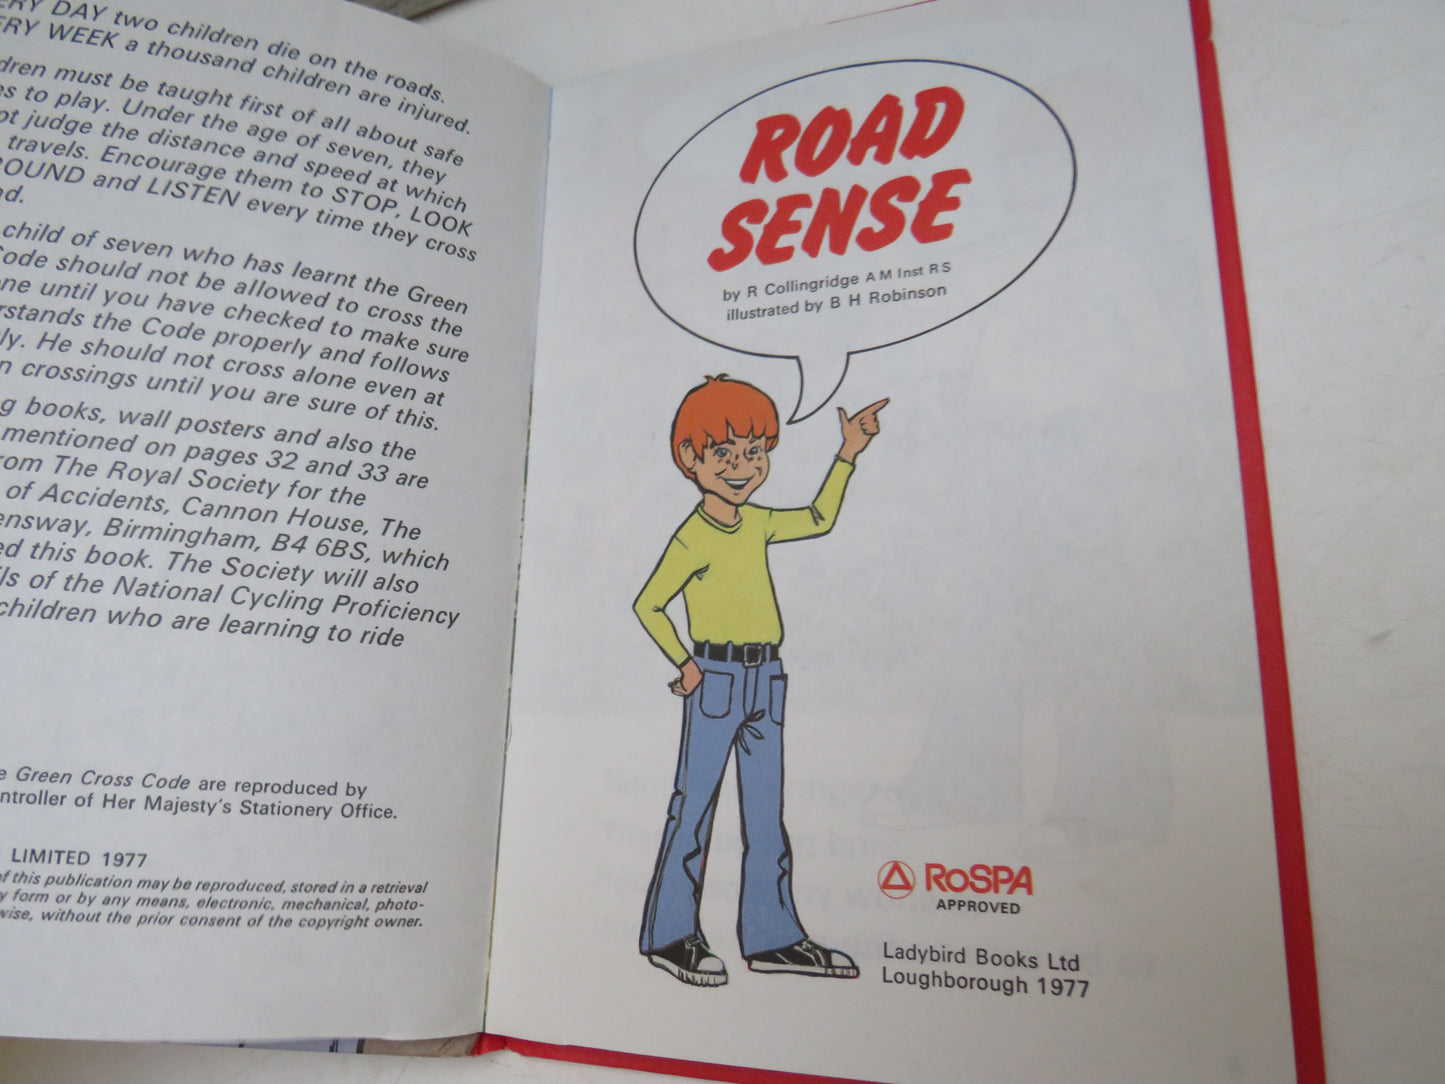 ERY DAY two children die on the roads.
ERY WEEK a thousand children are injured.
dren must be taught first of all about safe
es to play. Under the age of seven, they
ot judge the distance and speed at which
travels. Encourage them to STOP, LOOK
ROUND and LISTEN every time they cross
nd.
child of seven who has learnt the Green
Code should not be allowed to cross the
ne until you have checked to make sure
rstands the Code properly and follows
ly. He should not cross alone even at
n crossings until you are sure of this.
g books, wall posters and also the
mentioned on pages 32 and 33 are
rom The Royal Society for the
of Accidents, Cannon House, The
ensway, Birmingham, B4 6BS, which
ed this book. The Society will also
ils of the National Cycling Proficiency
children who are learning to ride
e Green Cross Code are reproduced by
ntroller of Her Majesty's Stationery Office.
LIMITED 1977
of this publication may be reproduced, stored in a retrieval
y form or by any means, electronic, mechanical, photo-
wise, without the prior consent of the copyright owner.
ROAD
SENSE
by R Collingridge A M Inst R S
illustrated by B H Robinson
RoSPA
APPROVED
Ladybird Books Ltd
Loughborough 1977